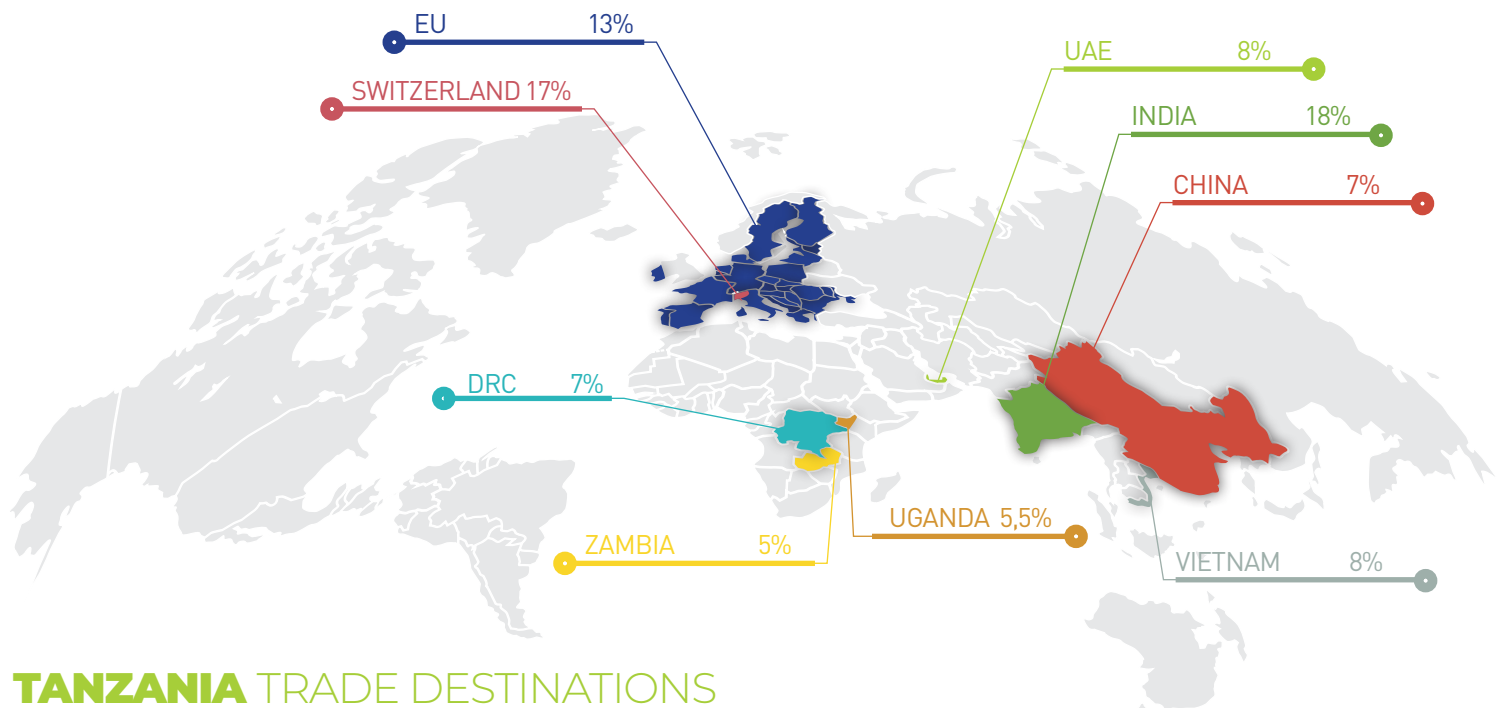 EU 13%
SWITZERLAND 17%
UAE 8%
INDIA 18%
CHINA 7%
DRC 7%
UGANDA 5,5%
ZAMBIA 5%
VIETNAM 8%
TANZANIA TRADE DESTINATIONS